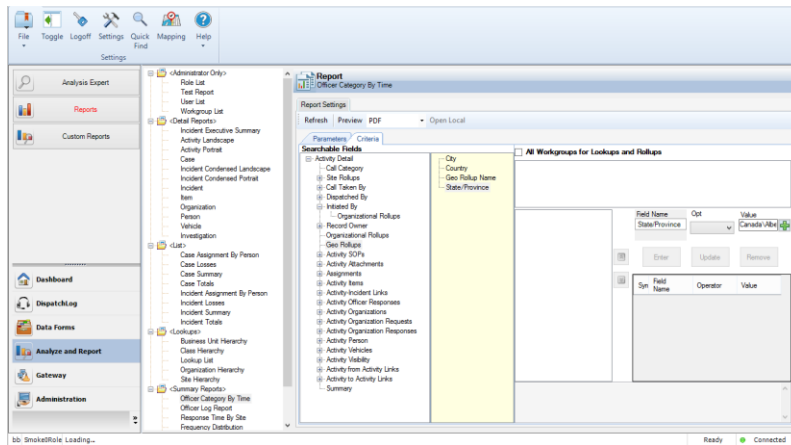 File
Toggle
Logoff
Settings
Quick Find
Mapping
Help
Settings
Analysis Expert
Reports
Custom Reports
Dashboard
DispatchLog
Data Forms
Analyze and Report
Gateway
Administration
<Administrator Only>
Role List
Test Report
User List
Workgroup List
<Detail Reports>
Incident Executive Summary
Activity Landscape
Activity Portrait
Case
Incident Condensed Landscape
Incident Condensed Portrait
Incident
Item
Organization
Person
Vehicle
Investigation
<List>
Case Assignment By Person
Case Losses
Case Summary
Case Totals
Incident Assignment By Person
Incident Losses
Incident Summary
Incident Totals
<Lookups>
Business Unit Hierarchy
Class Hierarchy
Lookup List
Organization Hierarchy
Site Hierarchy
<Summary Reports>
Officer Category By Time
Officer Log Report
Response Time By Site
Frequency Distribution
Report
Officer Category By Time
Report Settings
Refresh Preview PDF Open Local
Parameters Criteria
Searchable Fields
Activity Detail
Call Category
Site Rollups
Call Taken By
Dispatched By
Initiated By
Organizational Rollups
Record Owner
Organizational Rollups
Geo Rollups
Activity SOPs
Activity Attachments
Assignments
Activity Items
Activity-Incident Links
Activity Officer Responses
Activity Organizations
Activity Organization Requests
Activity Organization Responses
Activity Person
Activity Vehicles
Activity Visibility
Activity from Activity Links
Activity to Activity Links
Summary
City
Country
Geo Rollup Name
State/Province
All Workgroups for Lookups and Rollups
Field Name Opt Value
State/Province Canada\Albe
Enter Update Remove
Syn Field Name Operator Value
bb SmokeIRole Loading...
Ready Connected